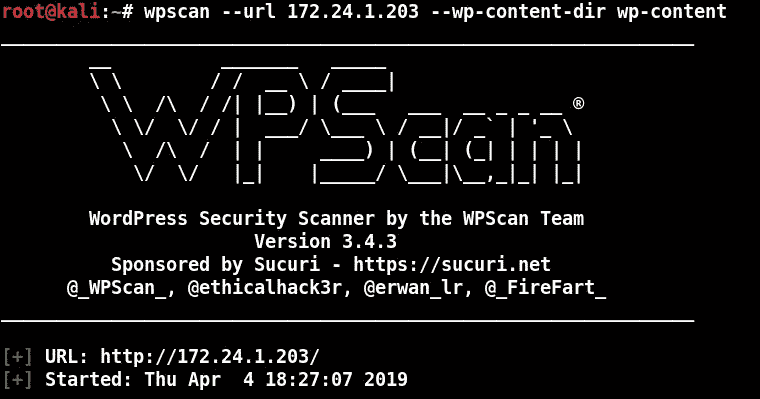 root@kali:~# wpscan --url 172.24.1.203 --wp-content-dir wp-content
WPScan ®
WordPress Security Scanner by the WPScan Team
Version 3.4.3
Sponsored by Sucuri - https://sucuri.net
@_WPScan_, @ethicalhack3r, @erwan_lr, @_FireFart_
[+] URL: http://172.24.1.203/
[+] Started: Thu Apr  4 18:27:07 2019